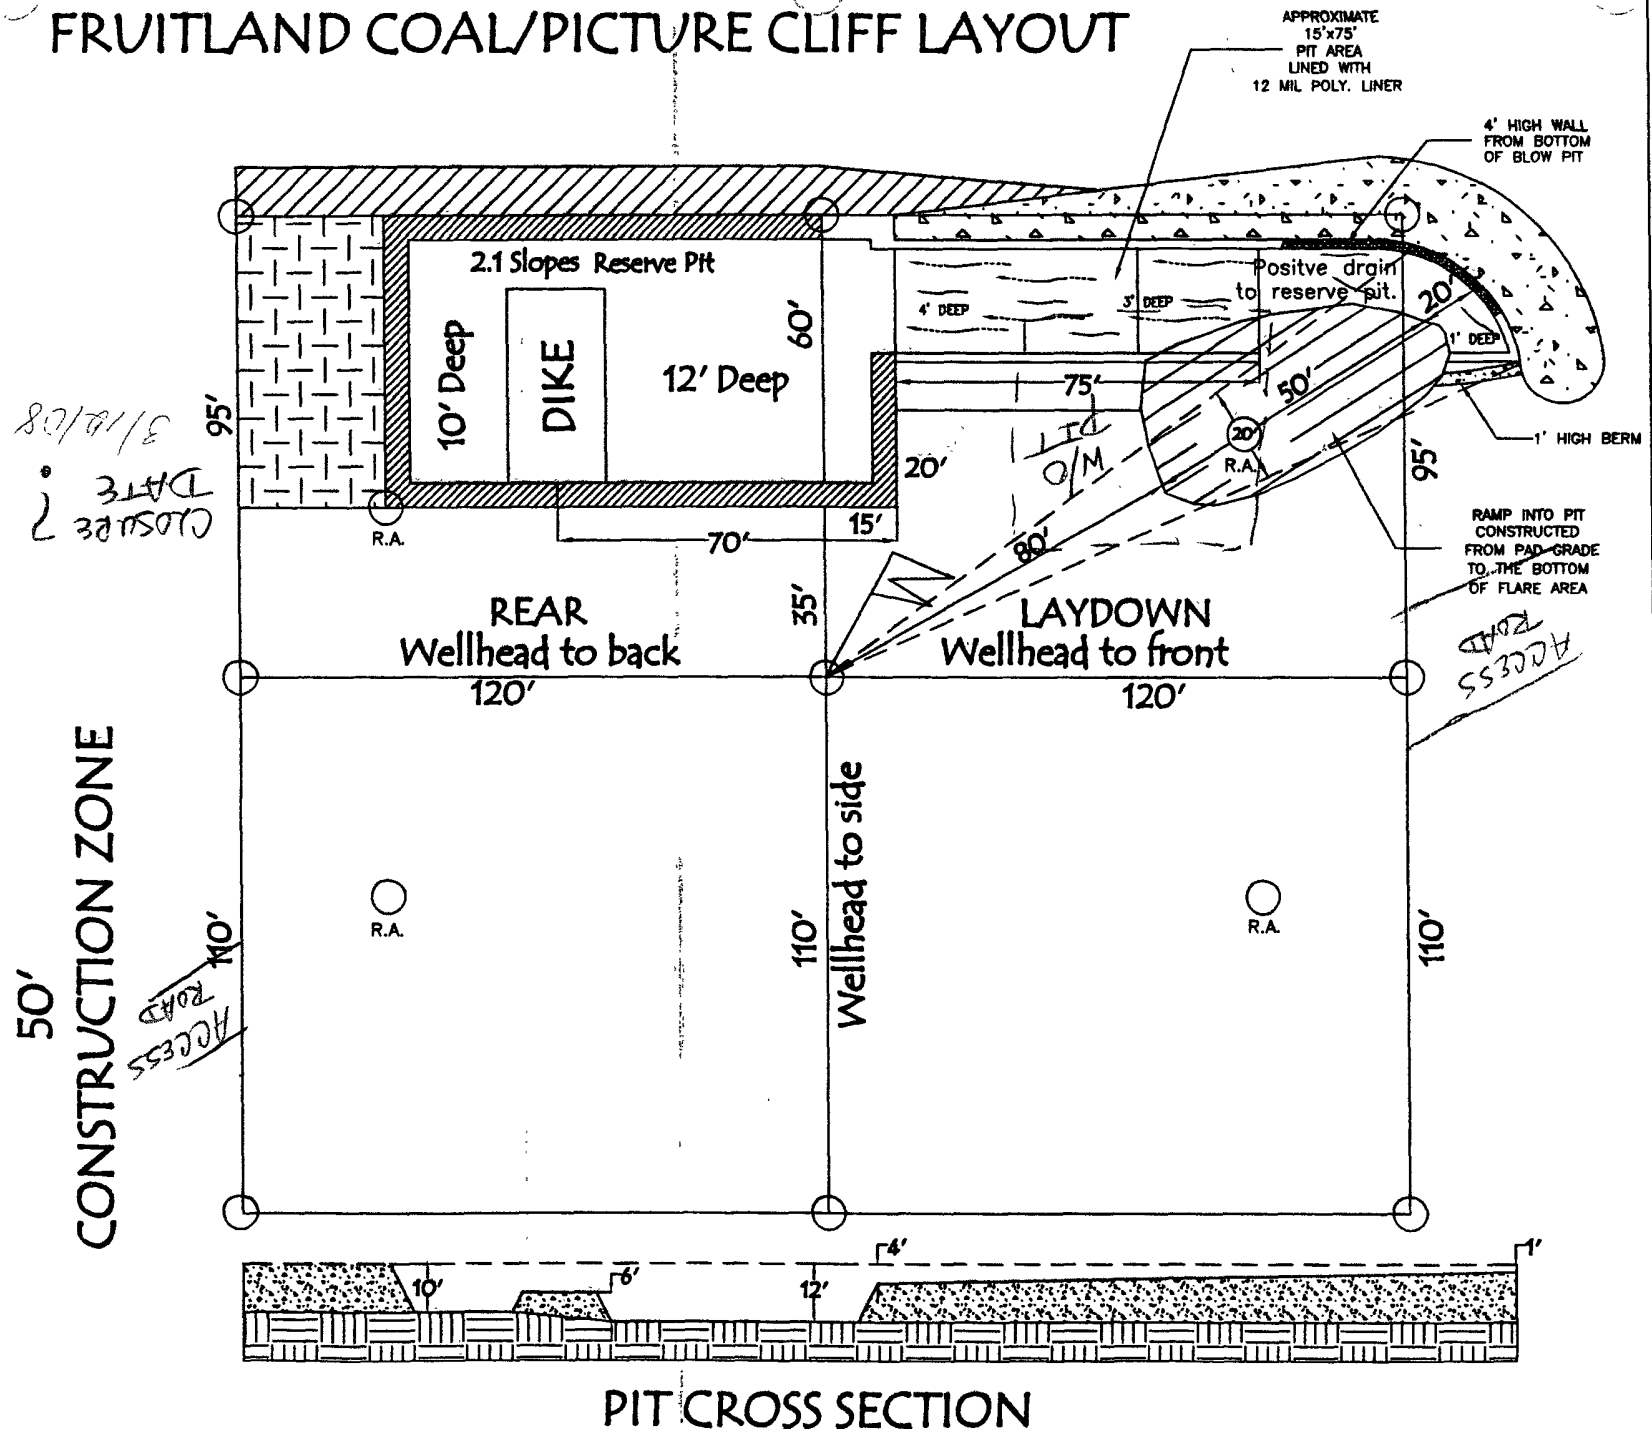 FRUITLAND COAL/PICTURE CLIFF LAYOUT
APPROXIMATE
15'x75'
PIT AREA
LINED WITH
12 MIL POLY. LINER
4' HIGH WALL
FROM BOTTOM
OF BLOW PIT
2.1 Slopes Reserve Pit
Positve drain
to reserve pit.
4' DEEP
3' DEEP
20'
1' DEEP
60'
10' Deep
DIKE
12' Deep
75'
50'
1' HIGH BERM
95'
3/12/08
CLOSURE
DATE
?
W/O
PIT
20'
R.A.
20'
95'
R.A.
70'
15'
80'
RAMP INTO PIT
CONSTRUCTED
FROM PAD GRADE
TO THE BOTTOM
OF FLARE AREA
REAR
Wellhead to back
120'
35'
LAYDOWN
Wellhead to front
120'
ACCESS
ROAD
50'
CONSTRUCTION ZONE
110'
ACCESS
ROAD
R.A.
110'
Wellhead to side
R.A.
110'
10'
6'
12'
4'
1'
PIT CROSS SECTION